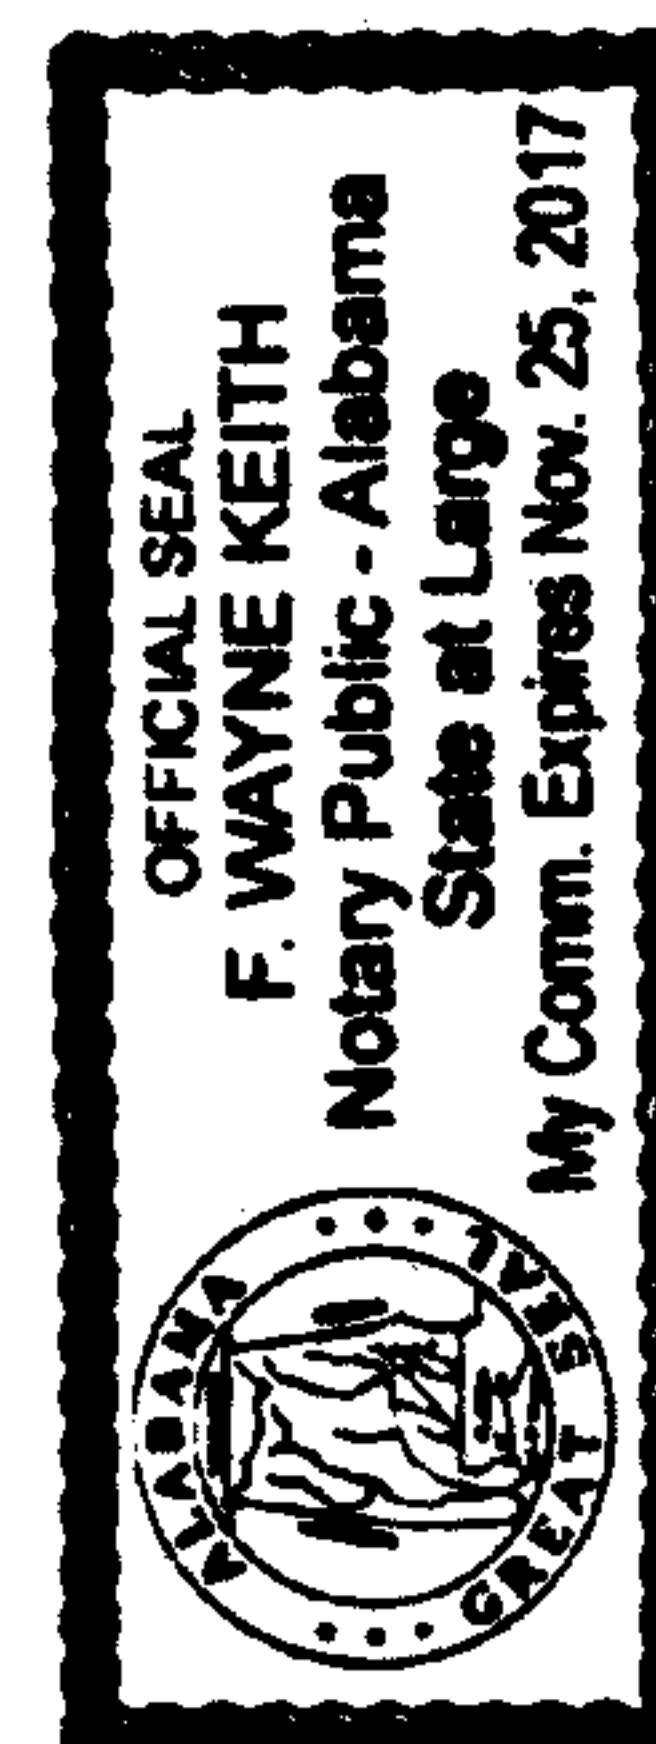 OFFICIAL SEAL
F. WAYNE KEITH
Notary Public - Alabama
State at Large
My Comm. Expires Nov. 25, 2017
ALABAMA
GREAT SEAL